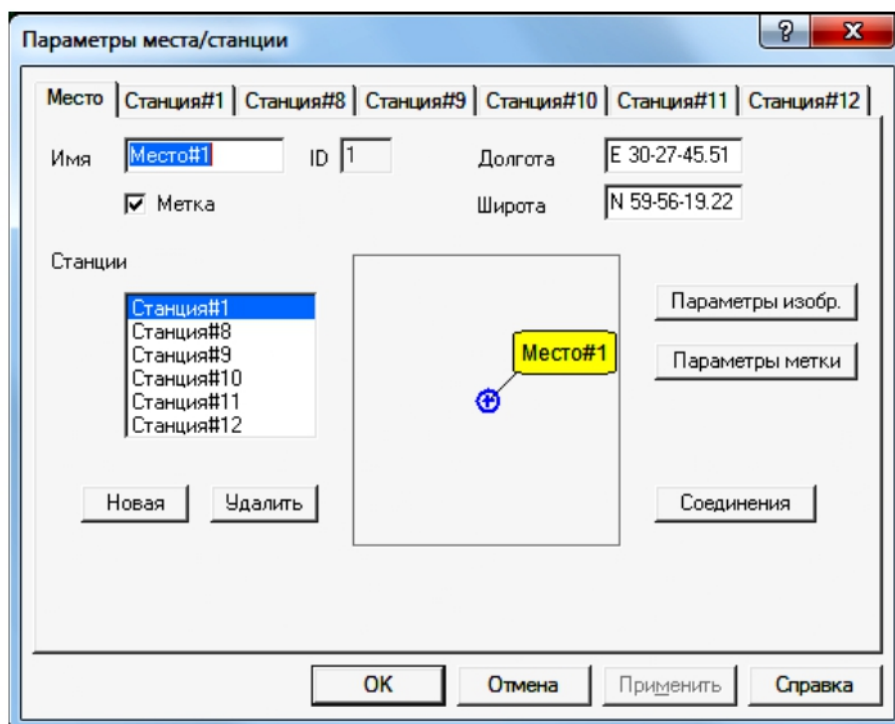 Параметры места/станции
?
X
Место Станция#1 Станция#8 Станция#9 Станция#10 Станция#11 Станция#12
Имя Место#1 ID 1 Долгота E 30-27-45.51
Метка Широта N 59-56-19.22
Станции
Станция#1
Станция#8
Станция#9
Станция#10
Станция#11
Станция#12
Место#1
Параметры изобр.
Параметры метки
Новая Удалить Соединения
OK Отмена Применить Справка